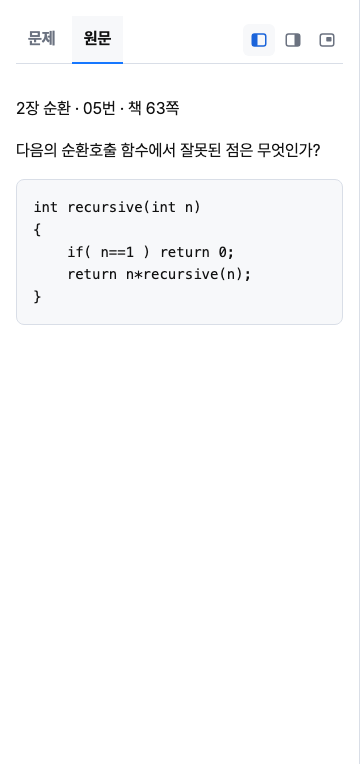 문제 원문
2장 순환 · 05번 · 책 63쪽
다음의 순환호출 함수에서 잘못된 점은 무엇인가?
int recursive(int n)
{
    if( n==1 ) return 0;
    return n*recursive(n);
}